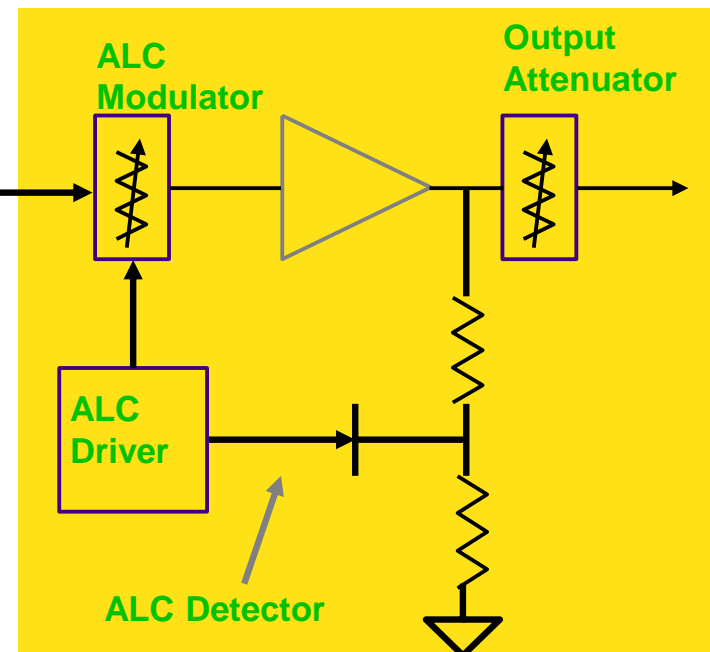 ALC
Modulator
Output
Attenuator
ALC
Driver
ALC Detector